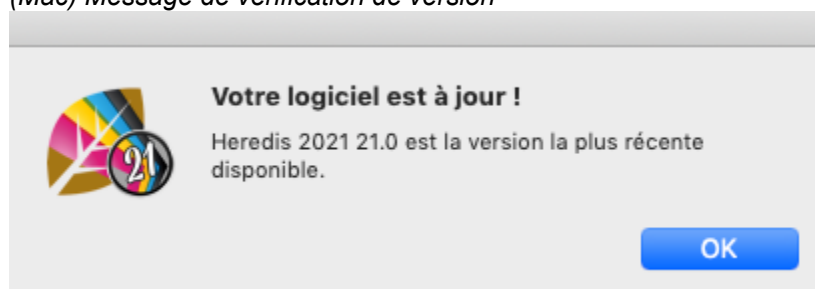 (Mac) Message de vérification de version
Votre logiciel est à jour !
Heredis 2021 21.0 est la version la plus récente
disponible.
21
OK